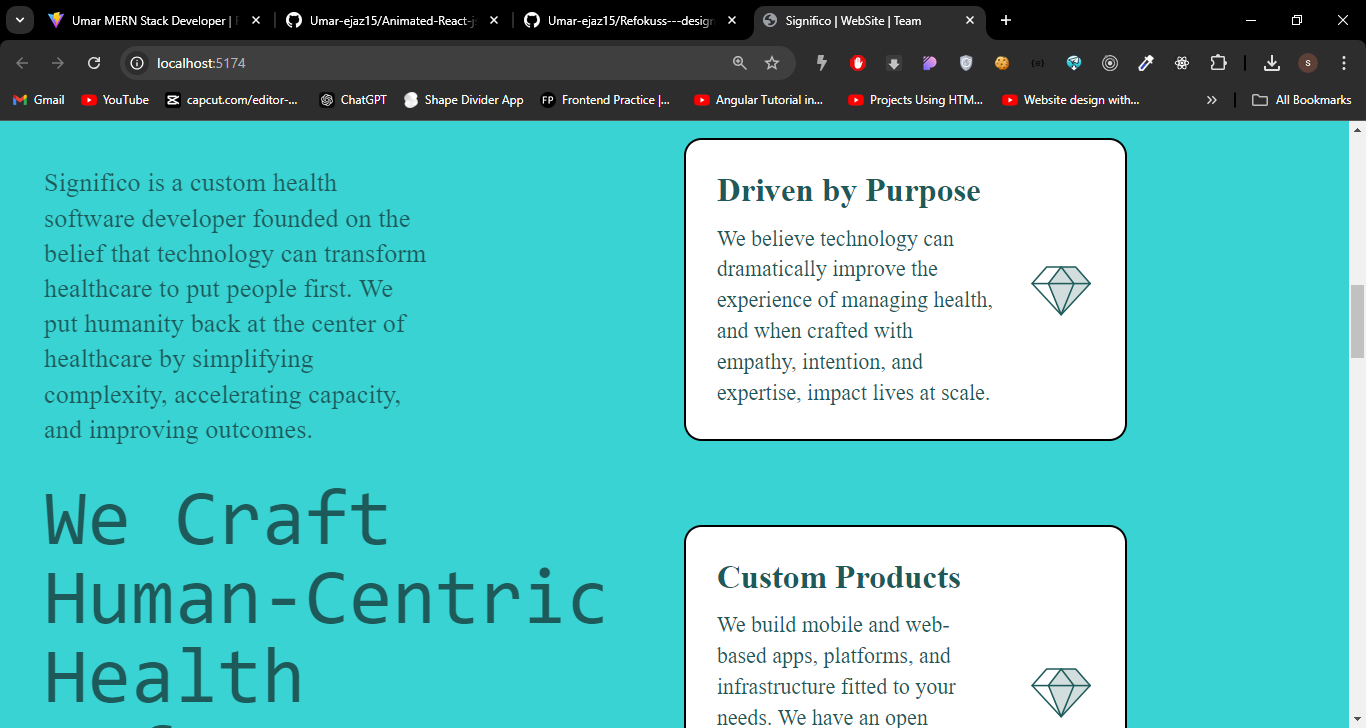 Umar MERN Stack Developer |
Umar-ejaz15/Animated-React-j
Umar-ejaz15/Refokuss---design
Significo | WebSite | Team
localhost:5174
Gmail
YouTube
capcut.com/editor-...
ChatGPT
Shape Divider App
FP
Frontend Practice |...
Angular Tutorial in...
Projects Using HTM...
Website design with...
All Bookmarks
S
Significo is a custom health
software developer founded on the
belief that technology can transform
healthcare to put people first. We
put humanity back at the center of
healthcare by simplifying
complexity, accelerating capacity,
and improving outcomes.
We Craft
Human-Centric
Health
Driven by Purpose
We believe technology can
dramatically improve the
experience of managing health,
and when crafted with
empathy, intention, and
expertise, impact lives at scale.
Custom Products
We build mobile and web-
based apps, platforms, and
infrastructure fitted to your
needs. We have an open